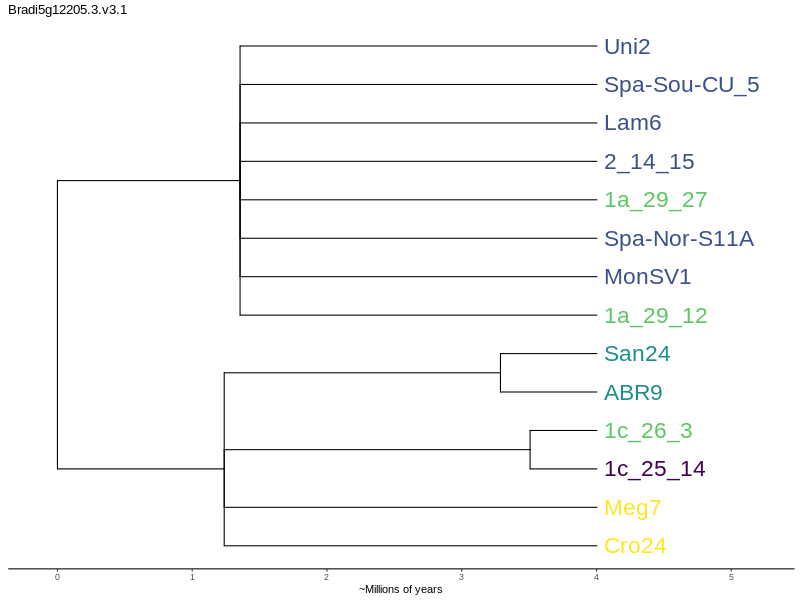 Bradi5g12205.3.v3.1
Uni2
Spa-Sou-CU_5
Lam6
2_14_15
1a_29_27
Spa-Nor-S11A
MonSV1
1a_29_12
San24
ABR9
1c_26_3
1c_25_14
Meg7
Cro24
0 1 2 3 4 5
~Millions of years